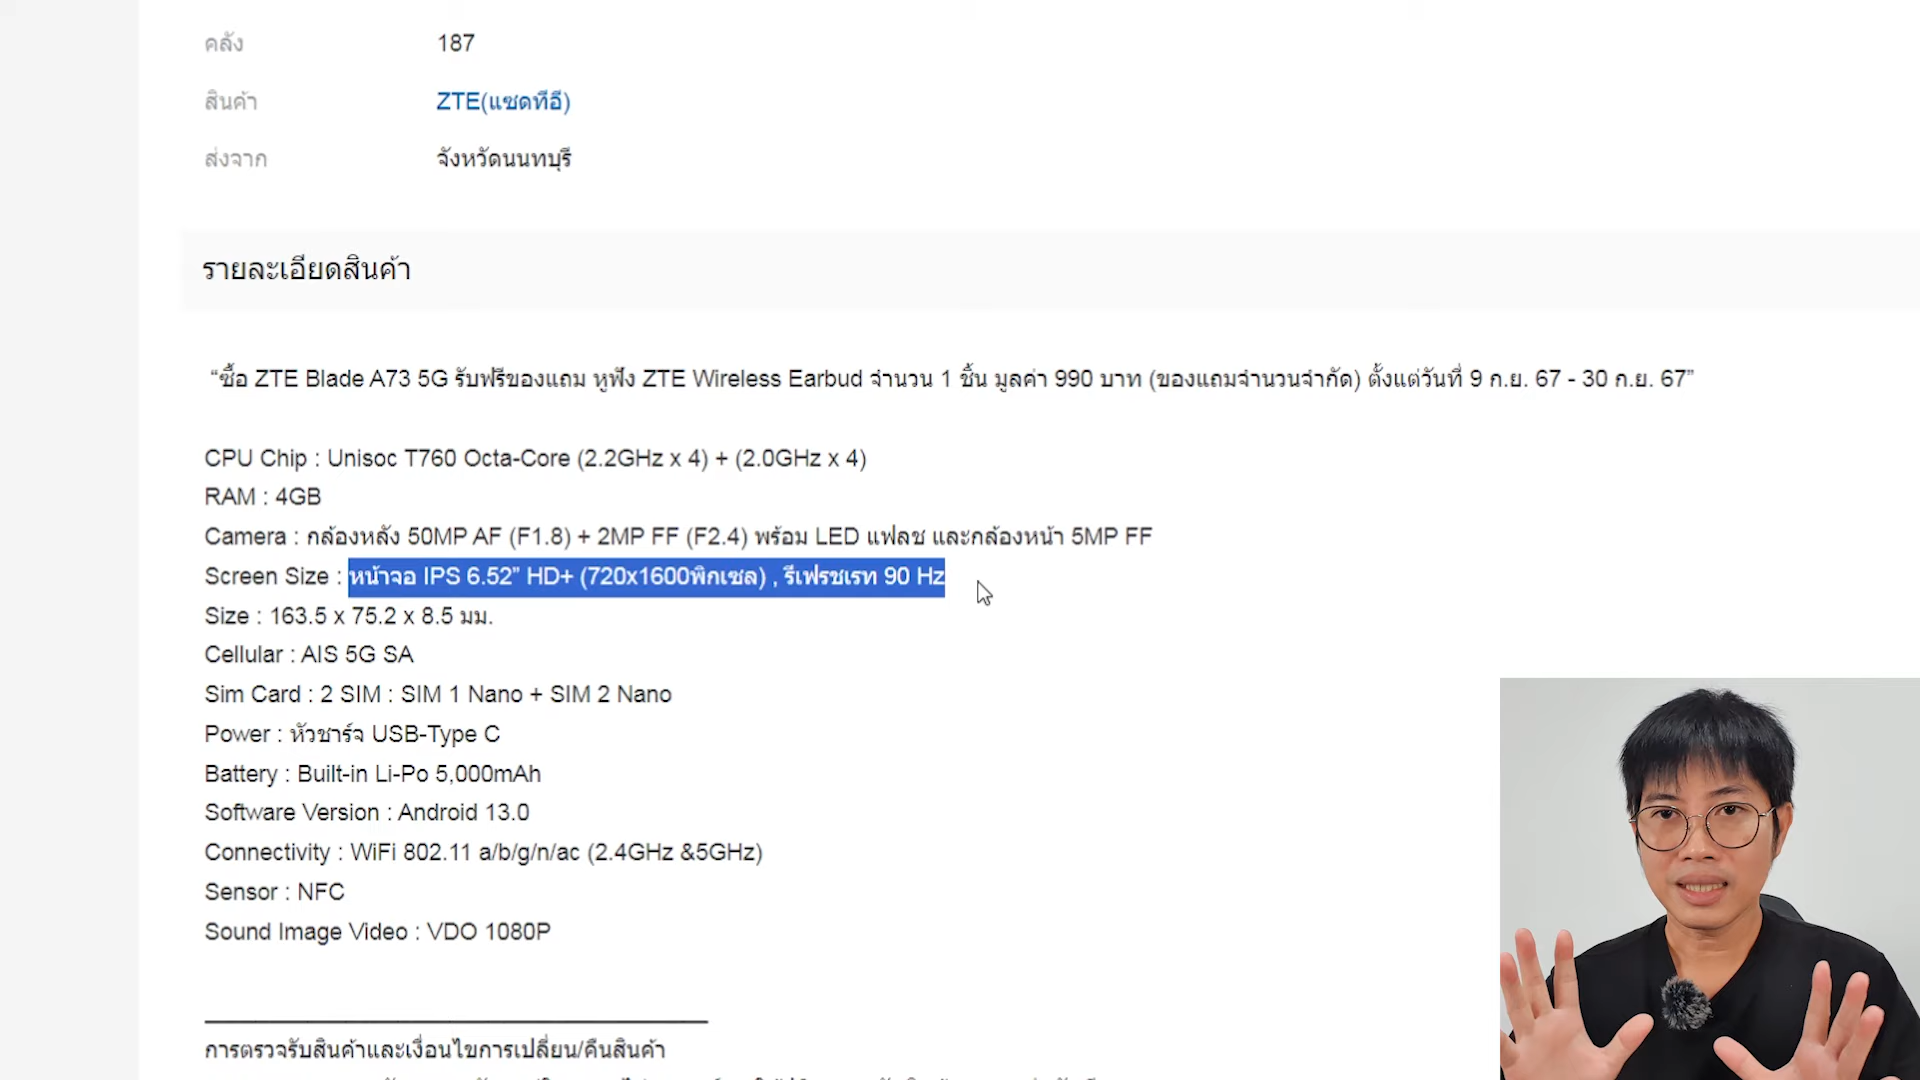 คลัง 187
สินค้า ZTE(แซดทีอี)
ส่งจาก จังหวัดนนทบุรี
รายละเอียดสินค้า
“ซื้อ ZTE Blade A73 5G รับฟรีของแถม หูฟัง ZTE Wireless Earbud จำนวน 1 ชิ้น มูลค่า 990 บาท (ของแถมจำนวนจำกัด) ตั้งแต่วันที่ 9 ก.ย. 67 - 30 ก.ย. 67”
CPU Chip : Unisoc T760 Octa-Core (2.2GHz x 4) + (2.0GHz x 4)
RAM : 4GB
Camera : กล้องหลัง 50MP AF (F1.8) + 2MP FF (F2.4) พร้อม LED แฟลช และกล้องหน้า 5MP FF
Screen Size : หน้าจอ IPS 6.52” HD+ (720x1600พิกเซล) , รีเฟรชเรท 90 Hz
Size : 163.5 x 75.2 x 8.5 มม.
Cellular : AIS 5G SA
Sim Card : 2 SIM : SIM 1 Nano + SIM 2 Nano
Power : หัวชาร์จ USB-Type C
Battery : Built-in Li-Po 5,000mAh
Software Version : Android 13.0
Connectivity : WiFi 802.11 a/b/g/n/ac (2.4GHz &5GHz)
Sensor : NFC
Sound Image Video : VDO 1080P
การตรวจรับสินค้าและเงื่อนไขการเปลี่ยน/คืนสินค้า